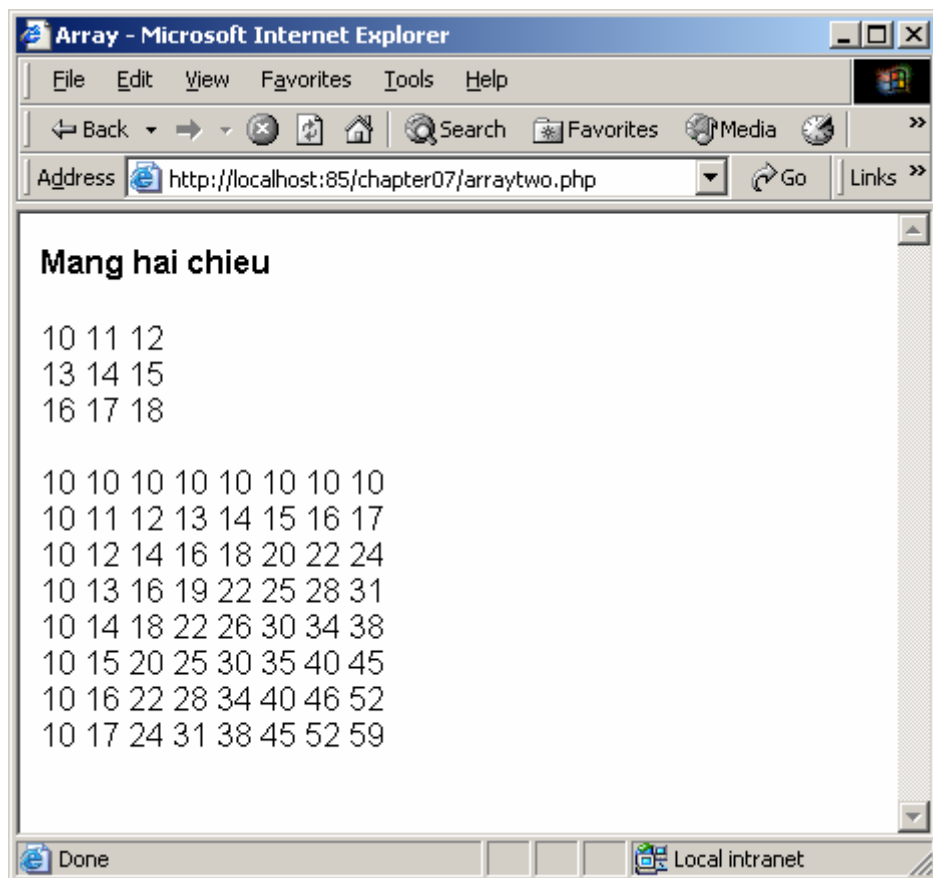 Array - Microsoft Internet Explorer
File Edit View Favorites Tools Help
Back Search Favorites Media »
Address http://localhost:85/chapter07/arraytwo.php Go Links »
Mang hai chieu
10 11 12
13 14 15
16 17 18
10 10 10 10 10 10 10 10
10 11 12 13 14 15 16 17
10 12 14 16 18 20 22 24
10 13 16 19 22 25 28 31
10 14 18 22 26 30 34 38
10 15 20 25 30 35 40 45
10 16 22 28 34 40 46 52
10 17 24 31 38 45 52 59
Done Local intranet